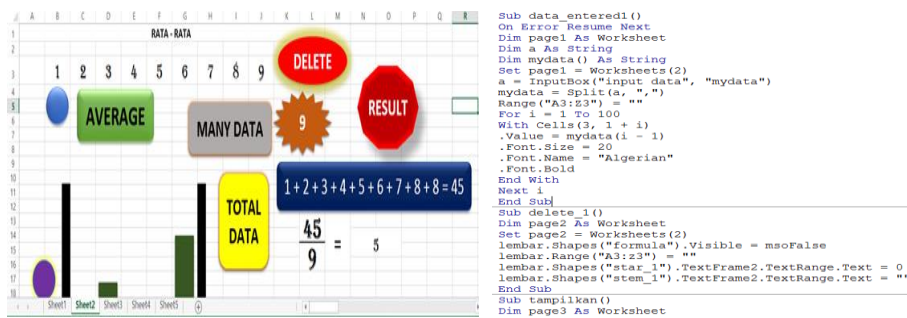 A B C D E F G H I J K L M N O P Q R
RATA - RATA
DELETE
1 2 3 4 5 6 7 8 9
AVERAGE
MANY DATA
9
RESULT
1+2+3+4+5+6+7+8+8=45
TOTAL
DATA
45
9
=
5
Sheet1 Sheet2 Sheet3 Sheet4 Sheet5
Sub data_entered1()
On Error Resume Next
Dim page1 As Worksheet
Dim a As String
Dim mydata() As String
Set page1 = Worksheets(2)
a = InputBox("input data", "mydata")
mydata = Split(a, ",")
Range("A3:Z3") = ""
For i = 1 To 100
With Cells(3, 1 + i)
.Value = mydata(i - 1)
.Font.Size = 20
.Font.Name = "Algerian"
.Font.Bold
End With
Next i
End Sub
Sub delete_1()
Dim page2 As Worksheet
Set page2 = Worksheets(2)
lembar.Shapes("formula").Visible = msoFalse
lembar.Range("A3:z3") = ""
lembar.Shapes("star_1").TextFrame2.TextRange.Text = 0
lembar.Shapes("stem_1").TextFrame2.TextRange.Text = "
End Sub
Sub tampilkan()
Dim page3 As Worksheet